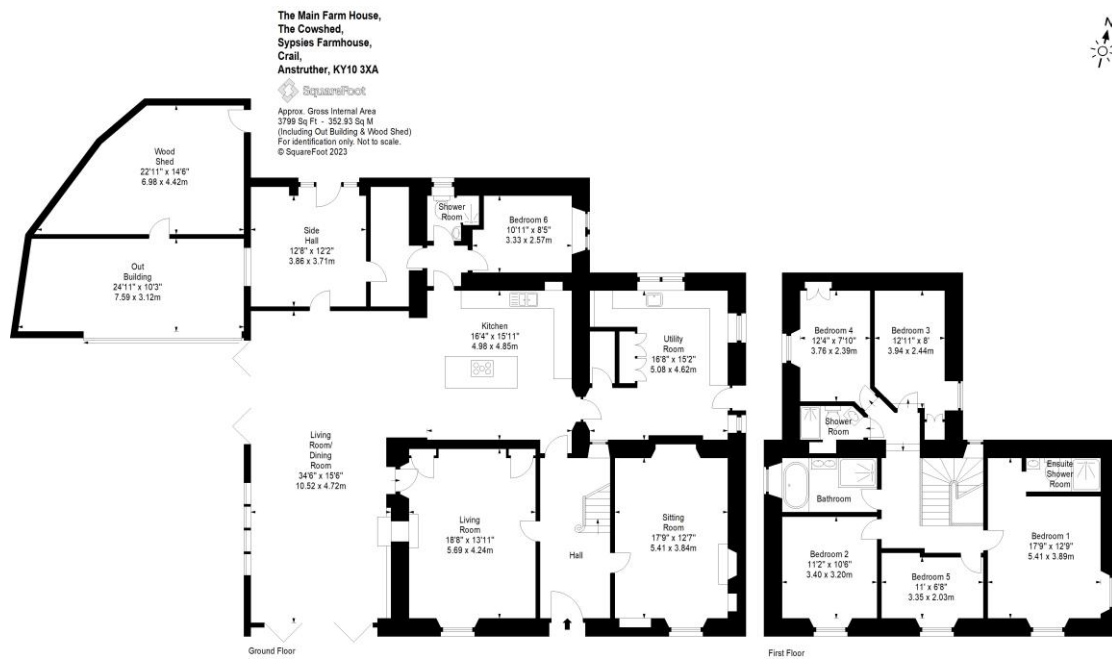 The Main Farm House,
The Cowshed,
Sypsies Farmhouse,
Crail,
Anstruther, KY10 3XA
SquareFoot
Approx. Gross Internal Area
3799 Sq Ft - 352.93 Sq M
(Including Out Building & Wood Shed)
For identification only. Not to scale.
© SquareFoot 2023
N
Wood
Shed
22'11" x 14'6"
6.98 x 4.42m
Out
Building
24'11" x 10'3"
7.59 x 3.12m
Side
Hall
12'8" x 12'2"
3.86 x 3.71m
Shower
Room
Bedroom 6
10'11" x 8'5"
3.33 x 2.57m
Kitchen
16'4" x 15'11"
4.98 x 4.85m
Utility
Room
16'8" x 15'2"
5.08 x 4.62m
Living
Room/
Dining
Room
34'6" x 15'6"
10.52 x 4.72m
Living
Room
18'8" x 13'11"
5.69 x 4.24m
Hall
Sitting
Room
17'9" x 12'7"
5.41 x 3.84m
Ground Floor
Bedroom 4
12'4" x 7'10"
3.76 x 2.39m
Bedroom 3
12'11" x 8'
3.94 x 2.44m
Shower
Room
Bathroom
Ensuite
Shower
Room
Bedroom 2
11'2" x 10'6"
3.40 x 3.20m
Bedroom 5
11' x 6'8"
3.35 x 2.03m
Bedroom 1
17'9" x 12'9"
5.41 x 3.89m
First Floor